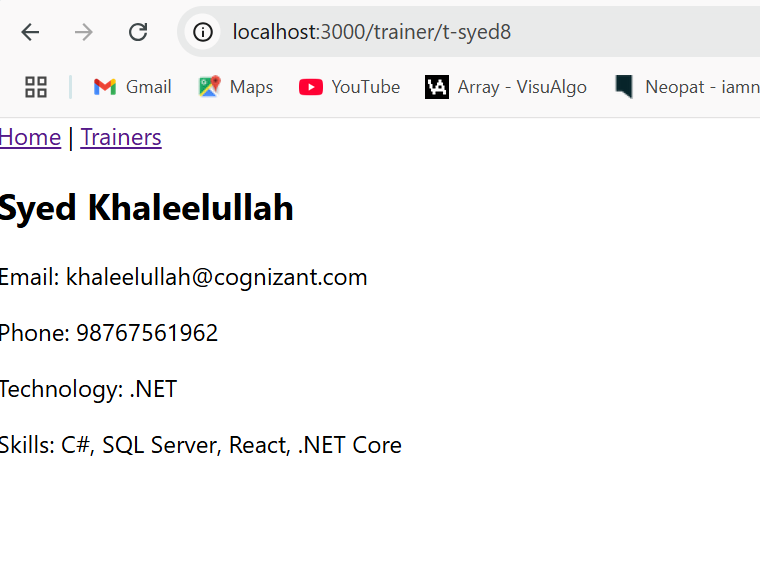 localhost:3000/trainer/t-syed8
Gmail Maps YouTube Array - VisuAlgo Neopat - iamn
Home | Trainers
Syed Khaleelullah
Email: khaleelullah@cognizant.com
Phone: 98767561962
Technology: .NET
Skills: C#, SQL Server, React, .NET Core